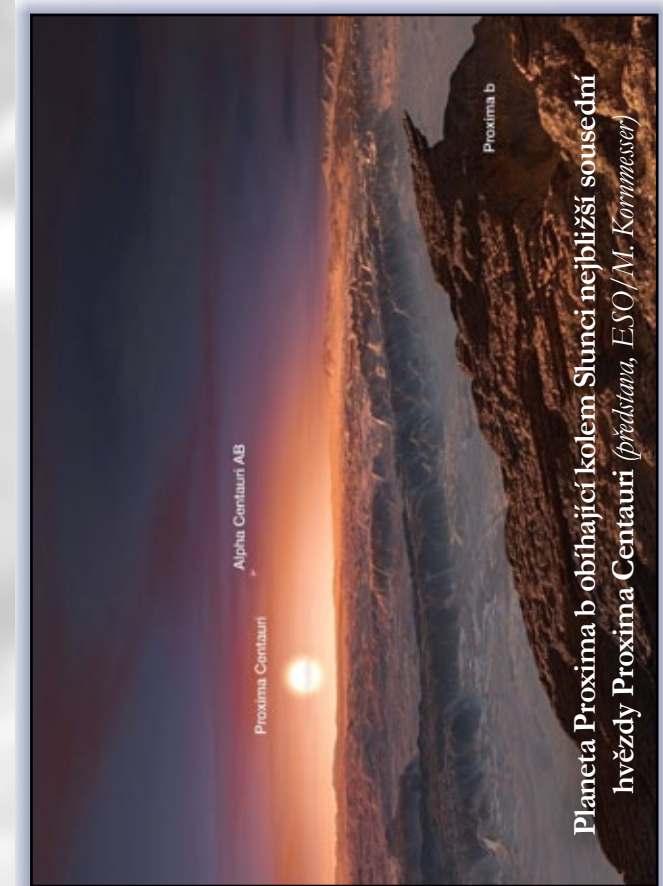 Proxima Centauri
Alpha Centauri AB
Proxima b
Planeta Proxima b obíhající kolem Slunci nejbližší sousední
hvězdy Proxima Centauri (představa, ESO/M. Kornmesser)